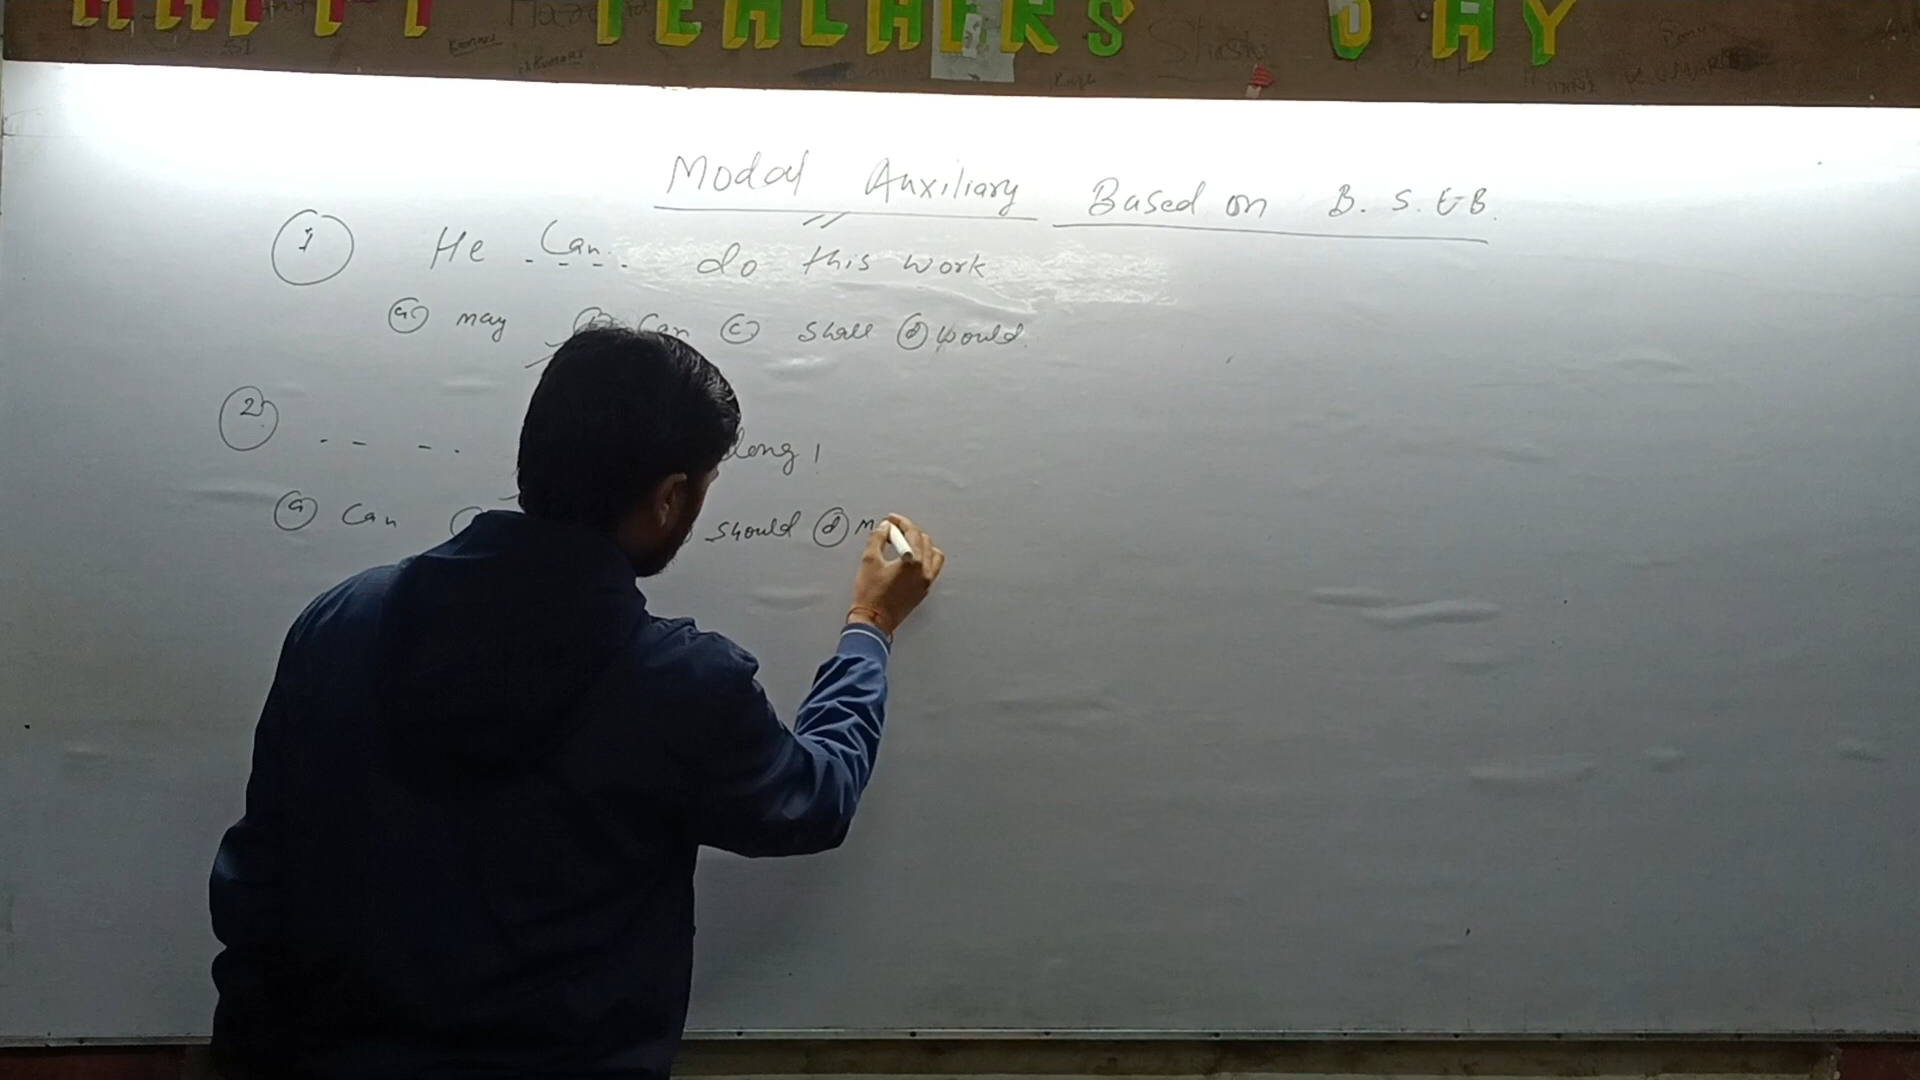 HAPPY TEACHERS DAY
Modal Auxiliary Based on B. S. E B.
1 He Can do this work
a may b Can c shall d would.
2 - - - . long !
a Can should d m